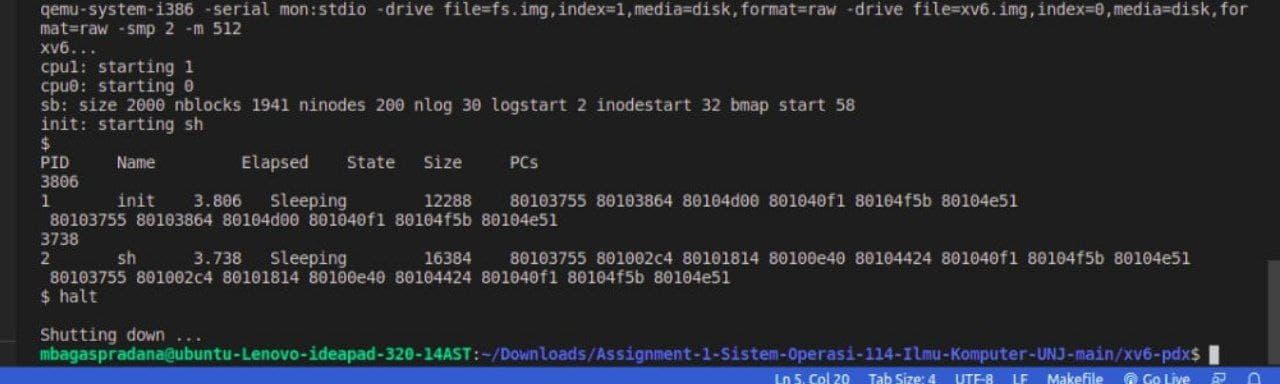 qemu-system-i386 -serial mon:stdio -drive file=fs.img,index=1,media=disk,format=raw -drive file=xv6.img,index=0,media=disk,for
mat=raw -smp 2 -m 512
xv6...
cpu1: starting 1
cpu0: starting 0
sb: size 2000 nblocks 1941 ninodes 200 nlog 30 logstart 2 inodestart 32 bmap start 58
init: starting sh
$
PID     Name         Elapsed    State   Size     PCs
3806
1       init    3.806   Sleeping        12288    80103755 80103864 80104d00 801040f1 80104f5b 80104e51
 80103755 80103864 80104d00 801040f1 80104f5b 80104e51
3738
2       sh      3.738   Sleeping        16384    80103755 801002c4 80101814 80100e40 80104424 801040f1 80104f5b 80104e51
 80103755 801002c4 80101814 80100e40 80104424 801040f1 80104f5b 80104e51
$ halt
Shutting down ...
mbagaspradana@ubuntu-Lenovo-ideapad-320-14AST:~/Downloads/Assignment-1-Sistem-Operasi-114-Ilmu-Komputer-UNJ-main/xv6-pdx$
Ln 5, Col 20   Tab Size: 4   UTF-8   LF   Makefile   Go Live